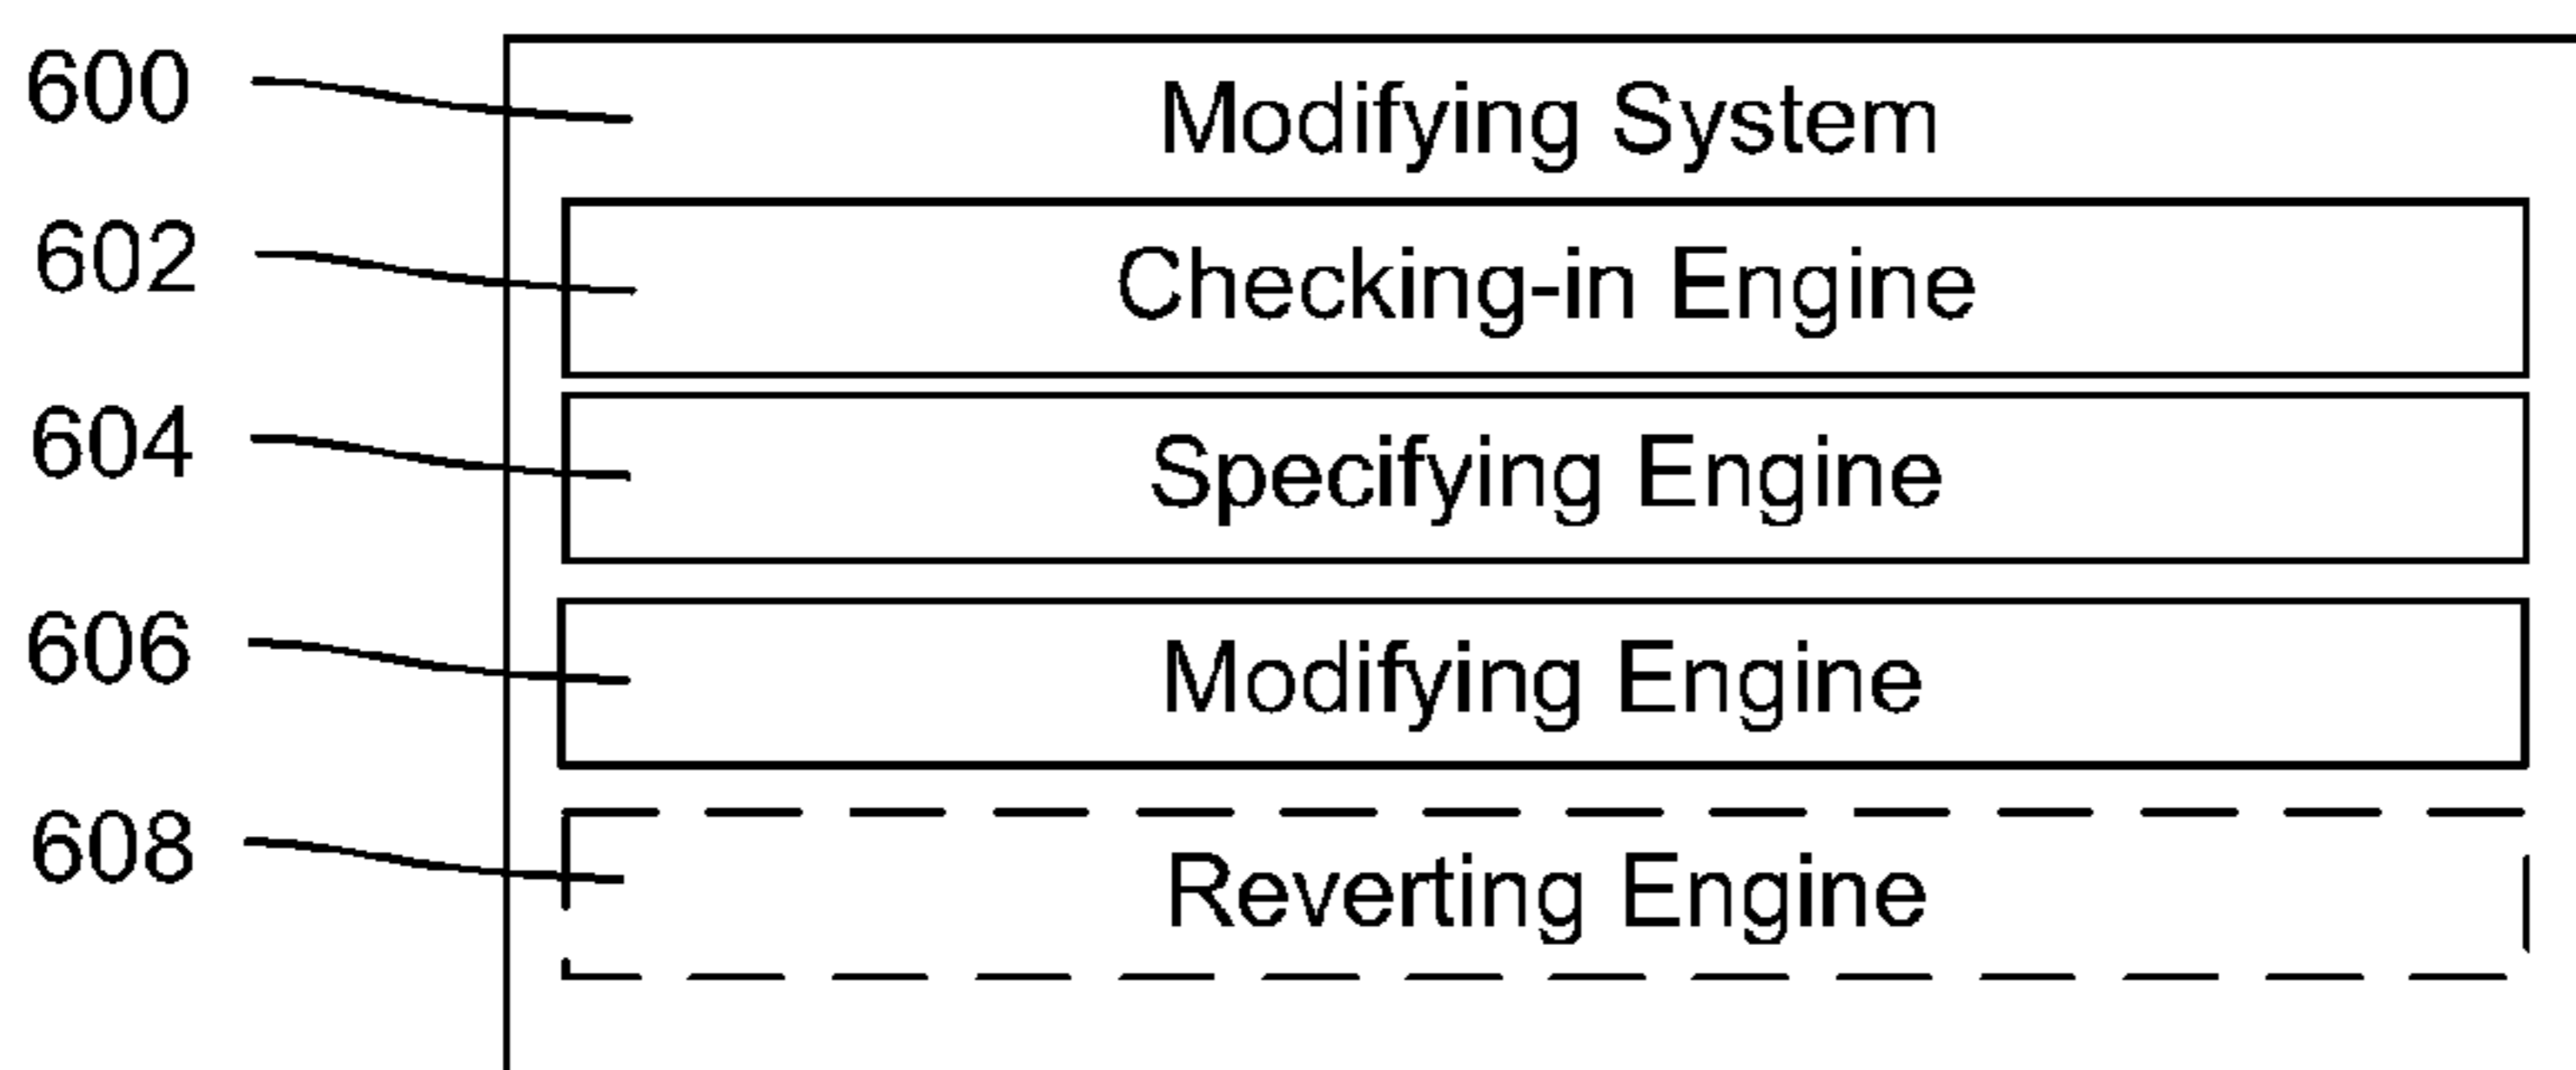 600 Modifying System
602 Checking-in Engine
604 Specifying Engine
606 Modifying Engine
608 Reverting Engine